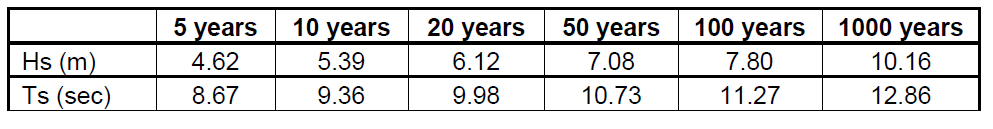 5 years 10 years 20 years 50 years 100 years 1000 years
Hs (m) 4.62 5.39 6.12 7.08 7.80 10.16
Ts (sec) 8.67 9.36 9.98 10.73 11.27 12.86